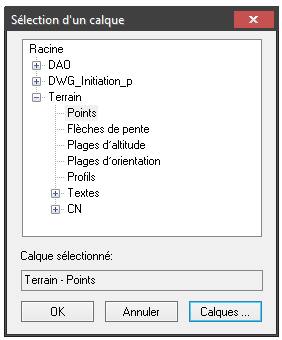 Sélection d'un calque
Racine
DAO
DWG_Initiation_p
Terrain
Points
Flèches de pente
Plages d'altitude
Plages d'orientation
Profils
Textes
CN
Calque sélectionné:
Terrain - Points
OK
Annuler
Calques ...